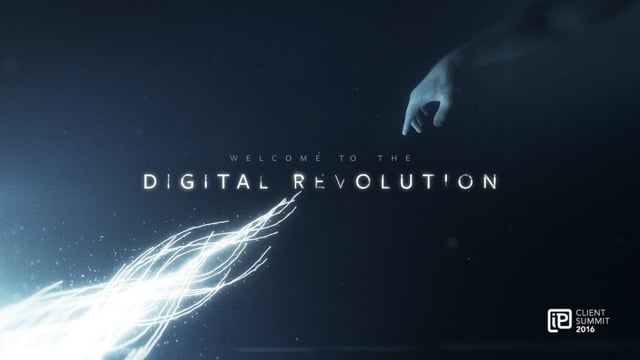 WELCOME TO THE
DIGITAL REVOLUTION
iP
CLIENT
SUMMIT
2016